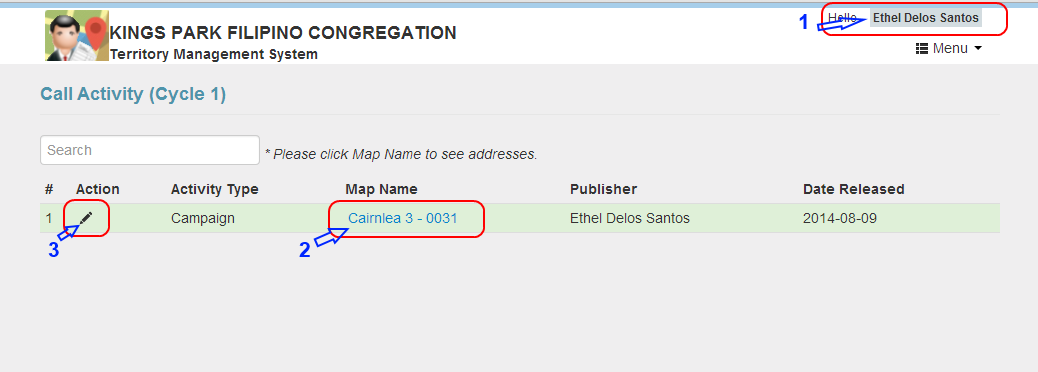 1 Hello Ethel Delos Santos
KINGS PARK FILIPINO CONGREGATION
Territory Management System
Menu
Call Activity (Cycle 1)
Search * Please click Map Name to see addresses.
# Action Activity Type Map Name Publisher Date Released
1 Campaign Cairnlea 3 - 0031 Ethel Delos Santos 2014-08-09
3 2